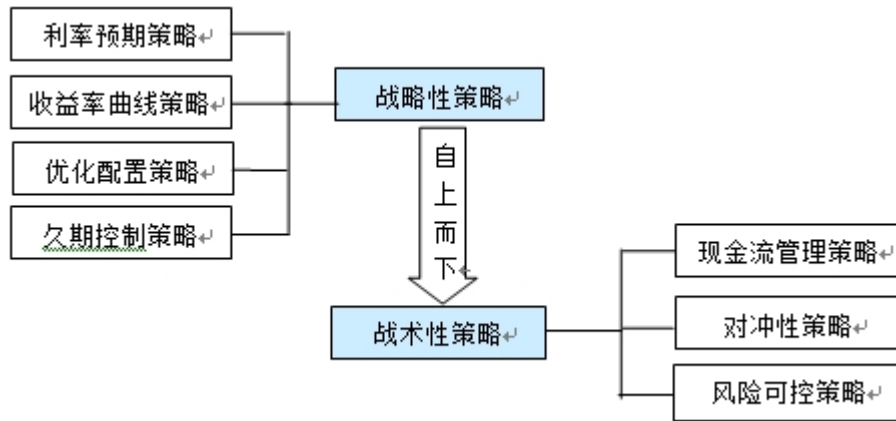 利率预期策略
收益率曲线策略
优化配置策略
久期控制策略
战略性策略
自
上
而
下
战术性策略
现金流管理策略
对冲性策略
风险可控策略